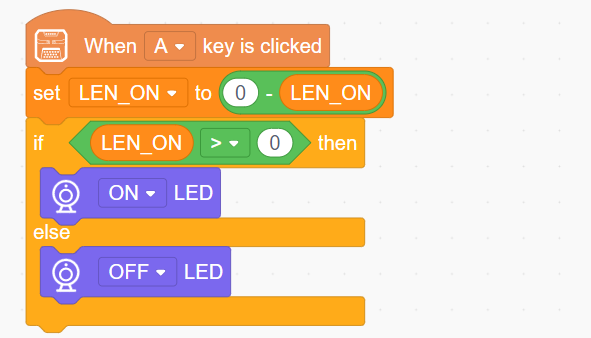 When A key is clicked
set LEN_ON to 0 - LEN_ON
if LEN_ON > 0 then
ON LED
else
OFF LED